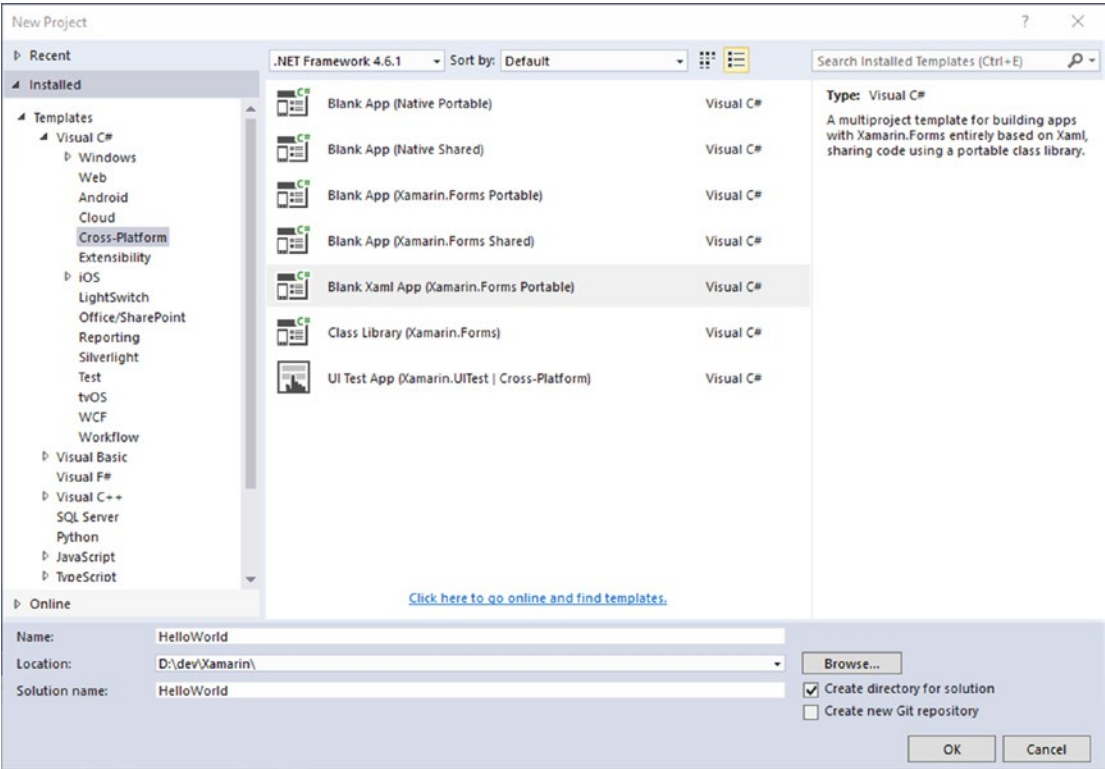 New Project
?
Recent
Installed
Templates
Visual C#
Windows
Web
Android
Cloud
Cross-Platform
Extensibility
iOS
LightSwitch
Office/SharePoint
Reporting
Silverlight
Test
tvOS
WCF
Workflow
Visual Basic
Visual F#
Visual C++
SQL Server
Python
JavaScript
TypeScript
Online
.NET Framework 4.6.1
Sort by: Default
C# Blank App (Native Portable) Visual C#
C# Blank App (Native Shared) Visual C#
C# Blank App (Xamarin.Forms Portable) Visual C#
C# Blank App (Xamarin.Forms Shared) Visual C#
C# Blank Xaml App (Xamarin.Forms Portable) Visual C#
C# Class Library (Xamarin.Forms) Visual C#
UI Test App (Xamarin.UITest | Cross-Platform) Visual C#
Click here to go online and find templates.
Search Installed Templates (Ctrl+E)
Type: Visual C#
A multiproject template for building apps
with Xamarin.Forms entirely based on Xaml,
sharing code using a portable class library.
Name: HelloWorld
Location: D:\dev\Xamarin\
Solution name: HelloWorld
Browse...
Create directory for solution
Create new Git repository
OK Cancel